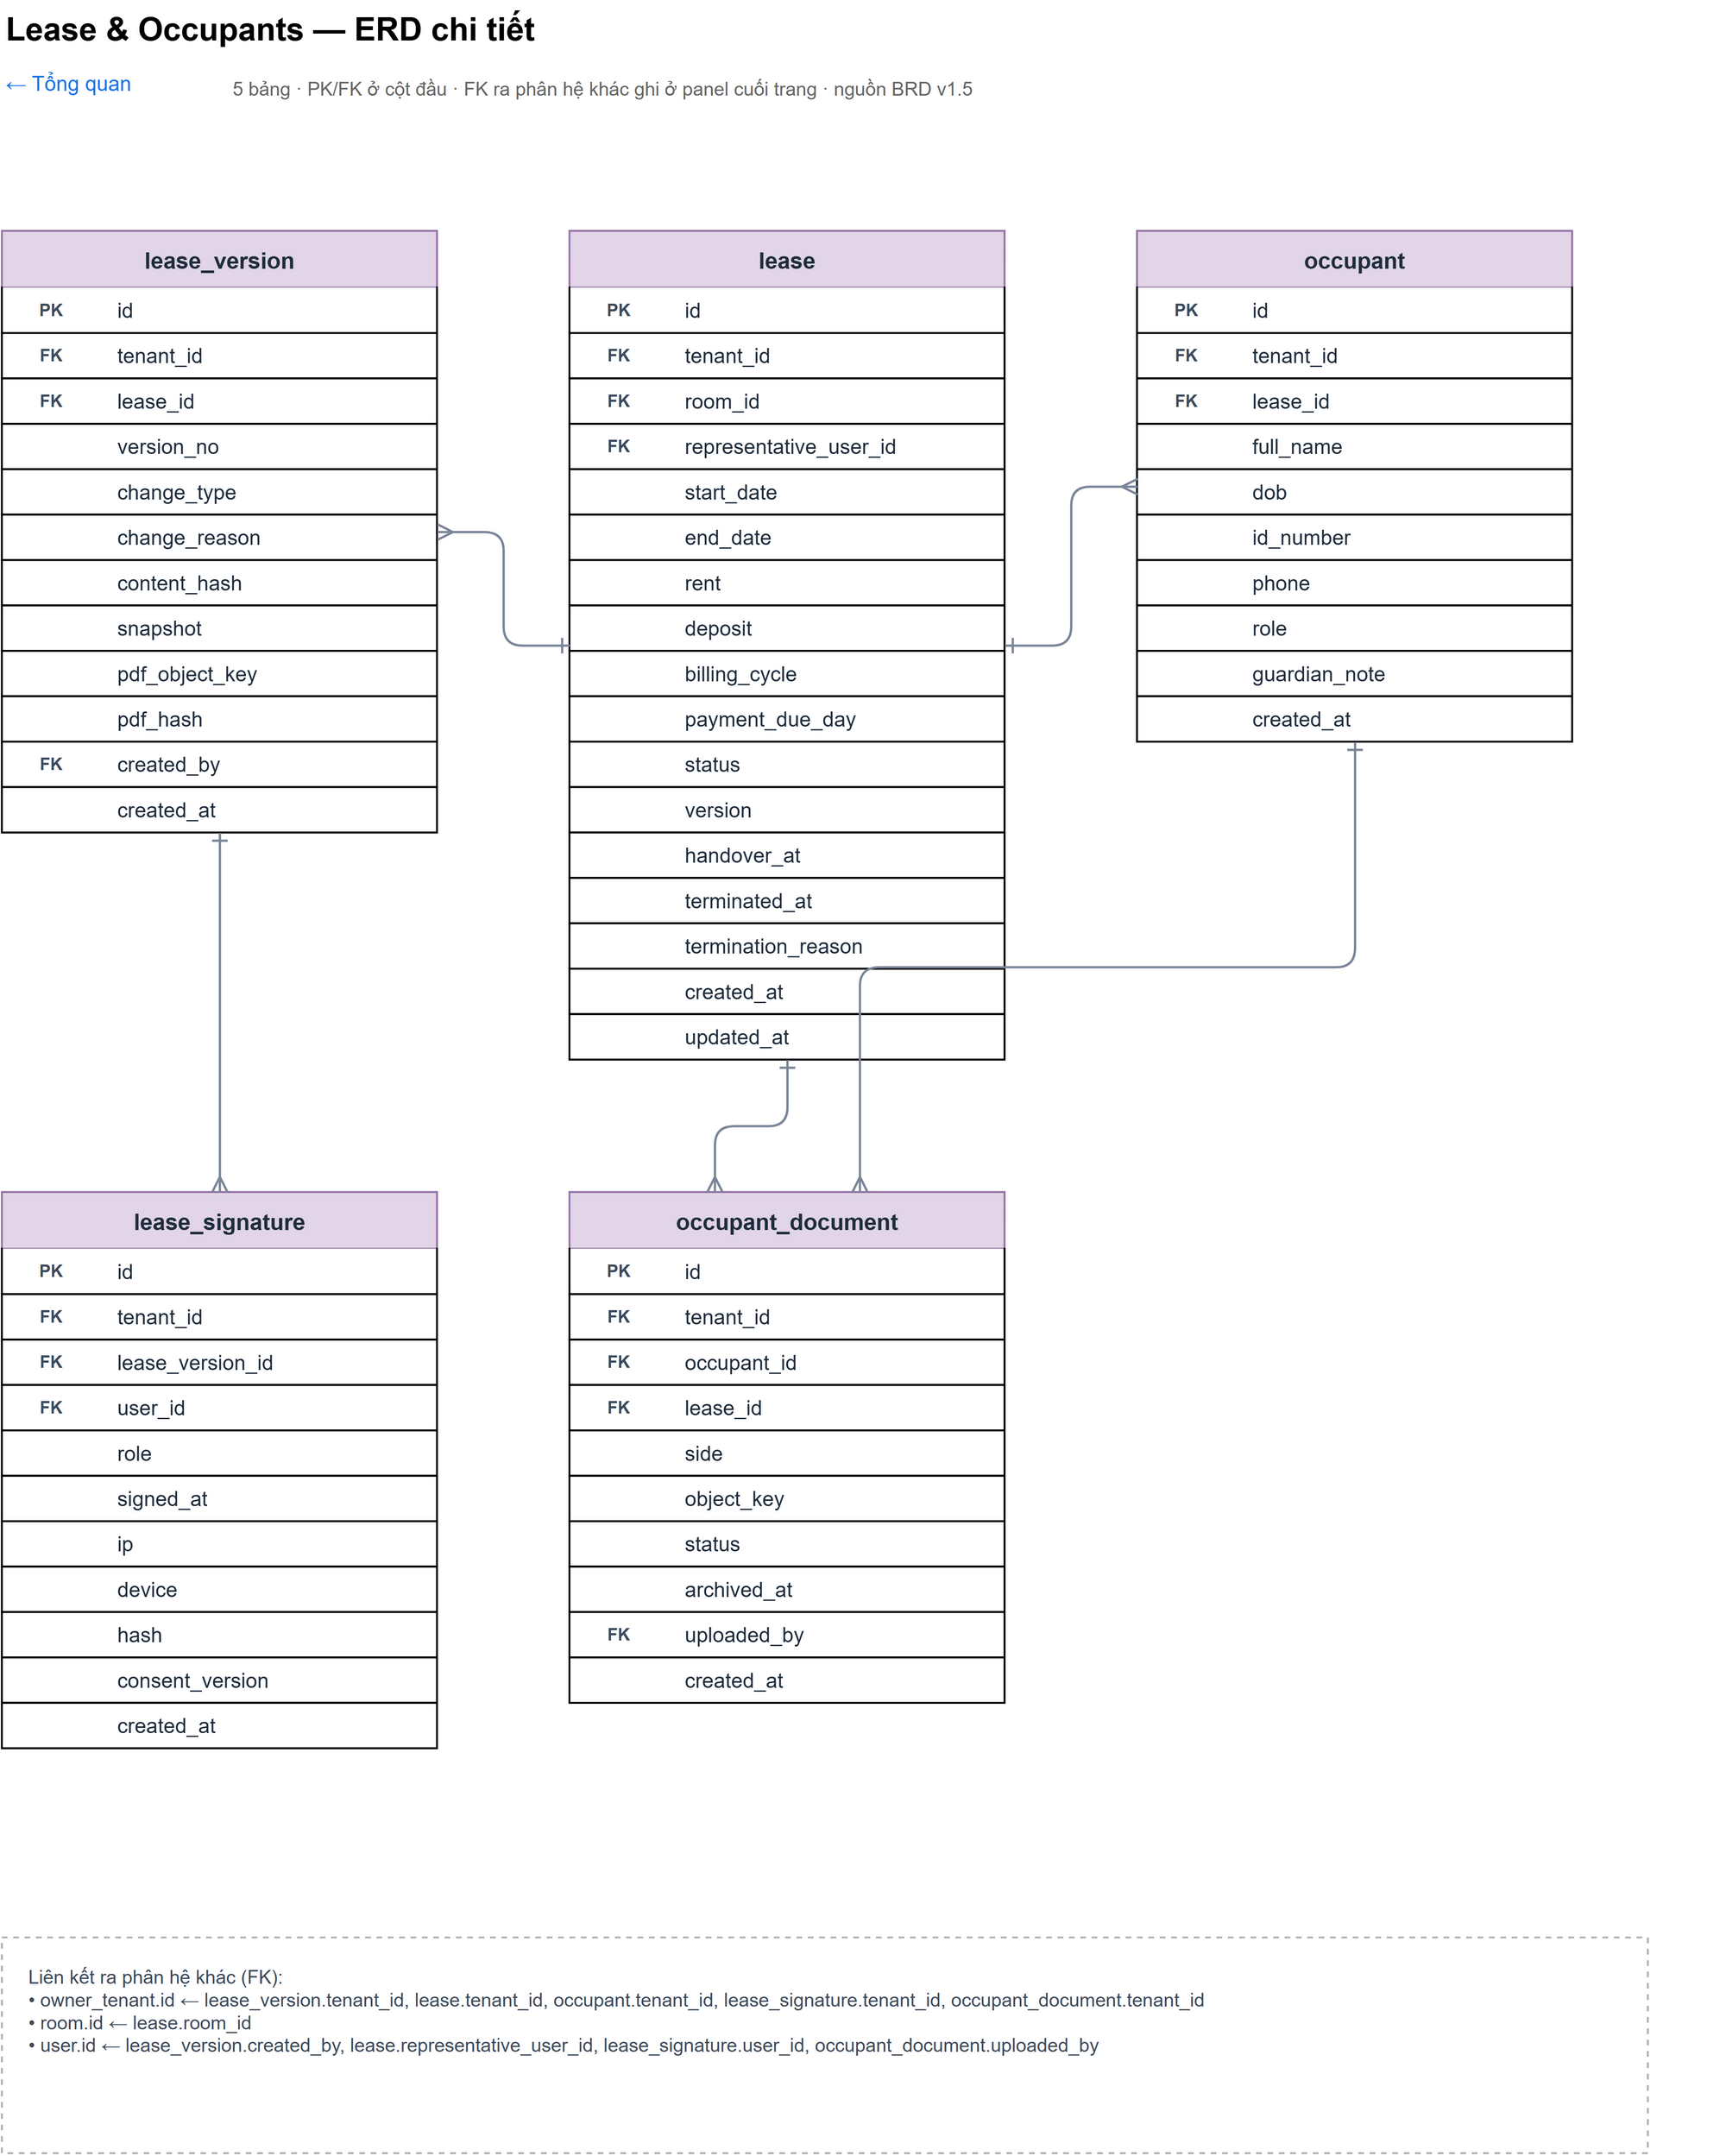 Lease & Occupants — ERD chi tiết
← Tổng quan
5 bảng · PK/FK ở cột đầu · FK ra phân hệ khác ghi ở panel cuối trang · nguồn BRD v1.5
lease_version
PK id
FK tenant_id
FK lease_id
version_no
change_type
change_reason
content_hash
snapshot
pdf_object_key
pdf_hash
FK created_by
created_at
lease
PK id
FK tenant_id
FK room_id
FK representative_user_id
start_date
end_date
rent
deposit
billing_cycle
payment_due_day
status
version
handover_at
terminated_at
termination_reason
created_at
updated_at
occupant
PK id
FK tenant_id
FK lease_id
full_name
dob
id_number
phone
role
guardian_note
created_at
lease_signature
PK id
FK tenant_id
FK lease_version_id
FK user_id
role
signed_at
ip
device
hash
consent_version
created_at
occupant_document
PK id
FK tenant_id
FK occupant_id
FK lease_id
side
object_key
status
archived_at
FK uploaded_by
created_at
Liên kết ra phân hệ khác (FK):
• owner_tenant.id ← lease_version.tenant_id, lease.tenant_id, occupant.tenant_id, lease_signature.tenant_id, occupant_document.tenant_id
• room.id ← lease.room_id
• user.id ← lease_version.created_by, lease.representative_user_id, lease_signature.user_id, occupant_document.uploaded_by